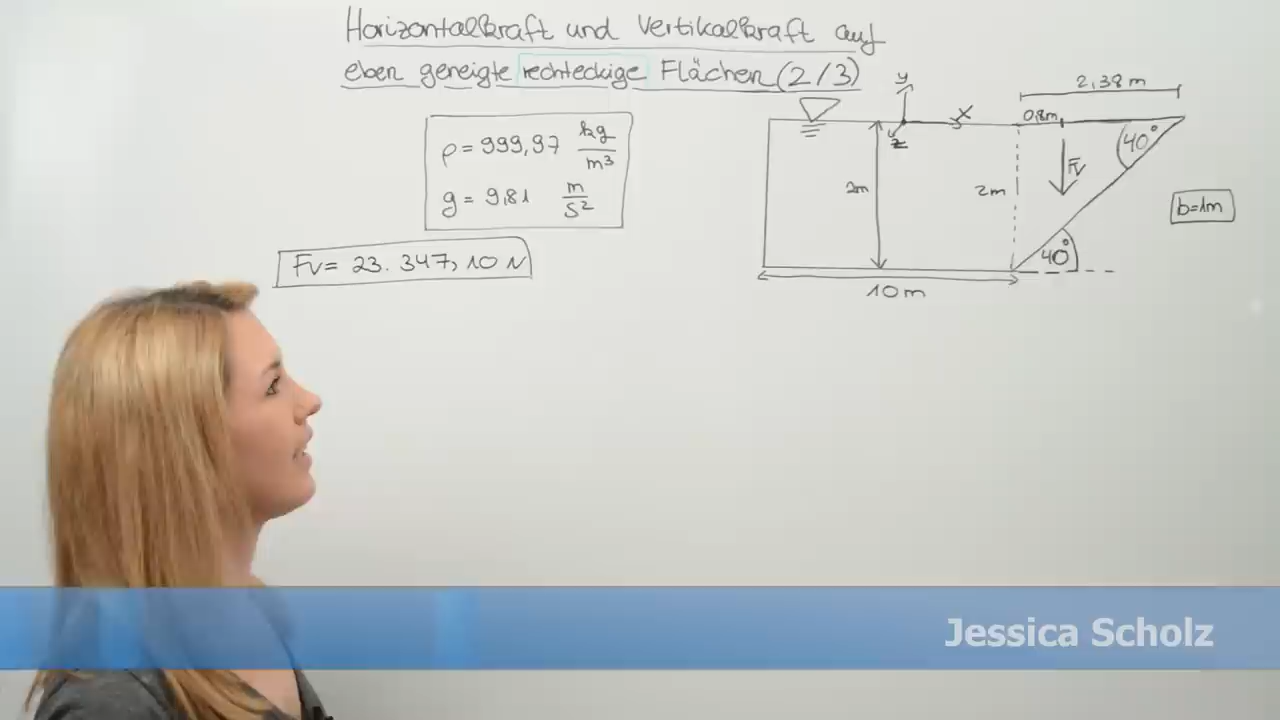 Horizontalkraft und Vertikalkraft auf
eben geneigte rechteckige Flächen (2/3)
ρ = 999,97 kg/m³
g = 9,81 m/s²
Fv = 23.347,10 N
2,38 m
y
x
z
0,8m
40°
Fv
2m
2m
b=1m
40°
10 m
Jessica Scholz